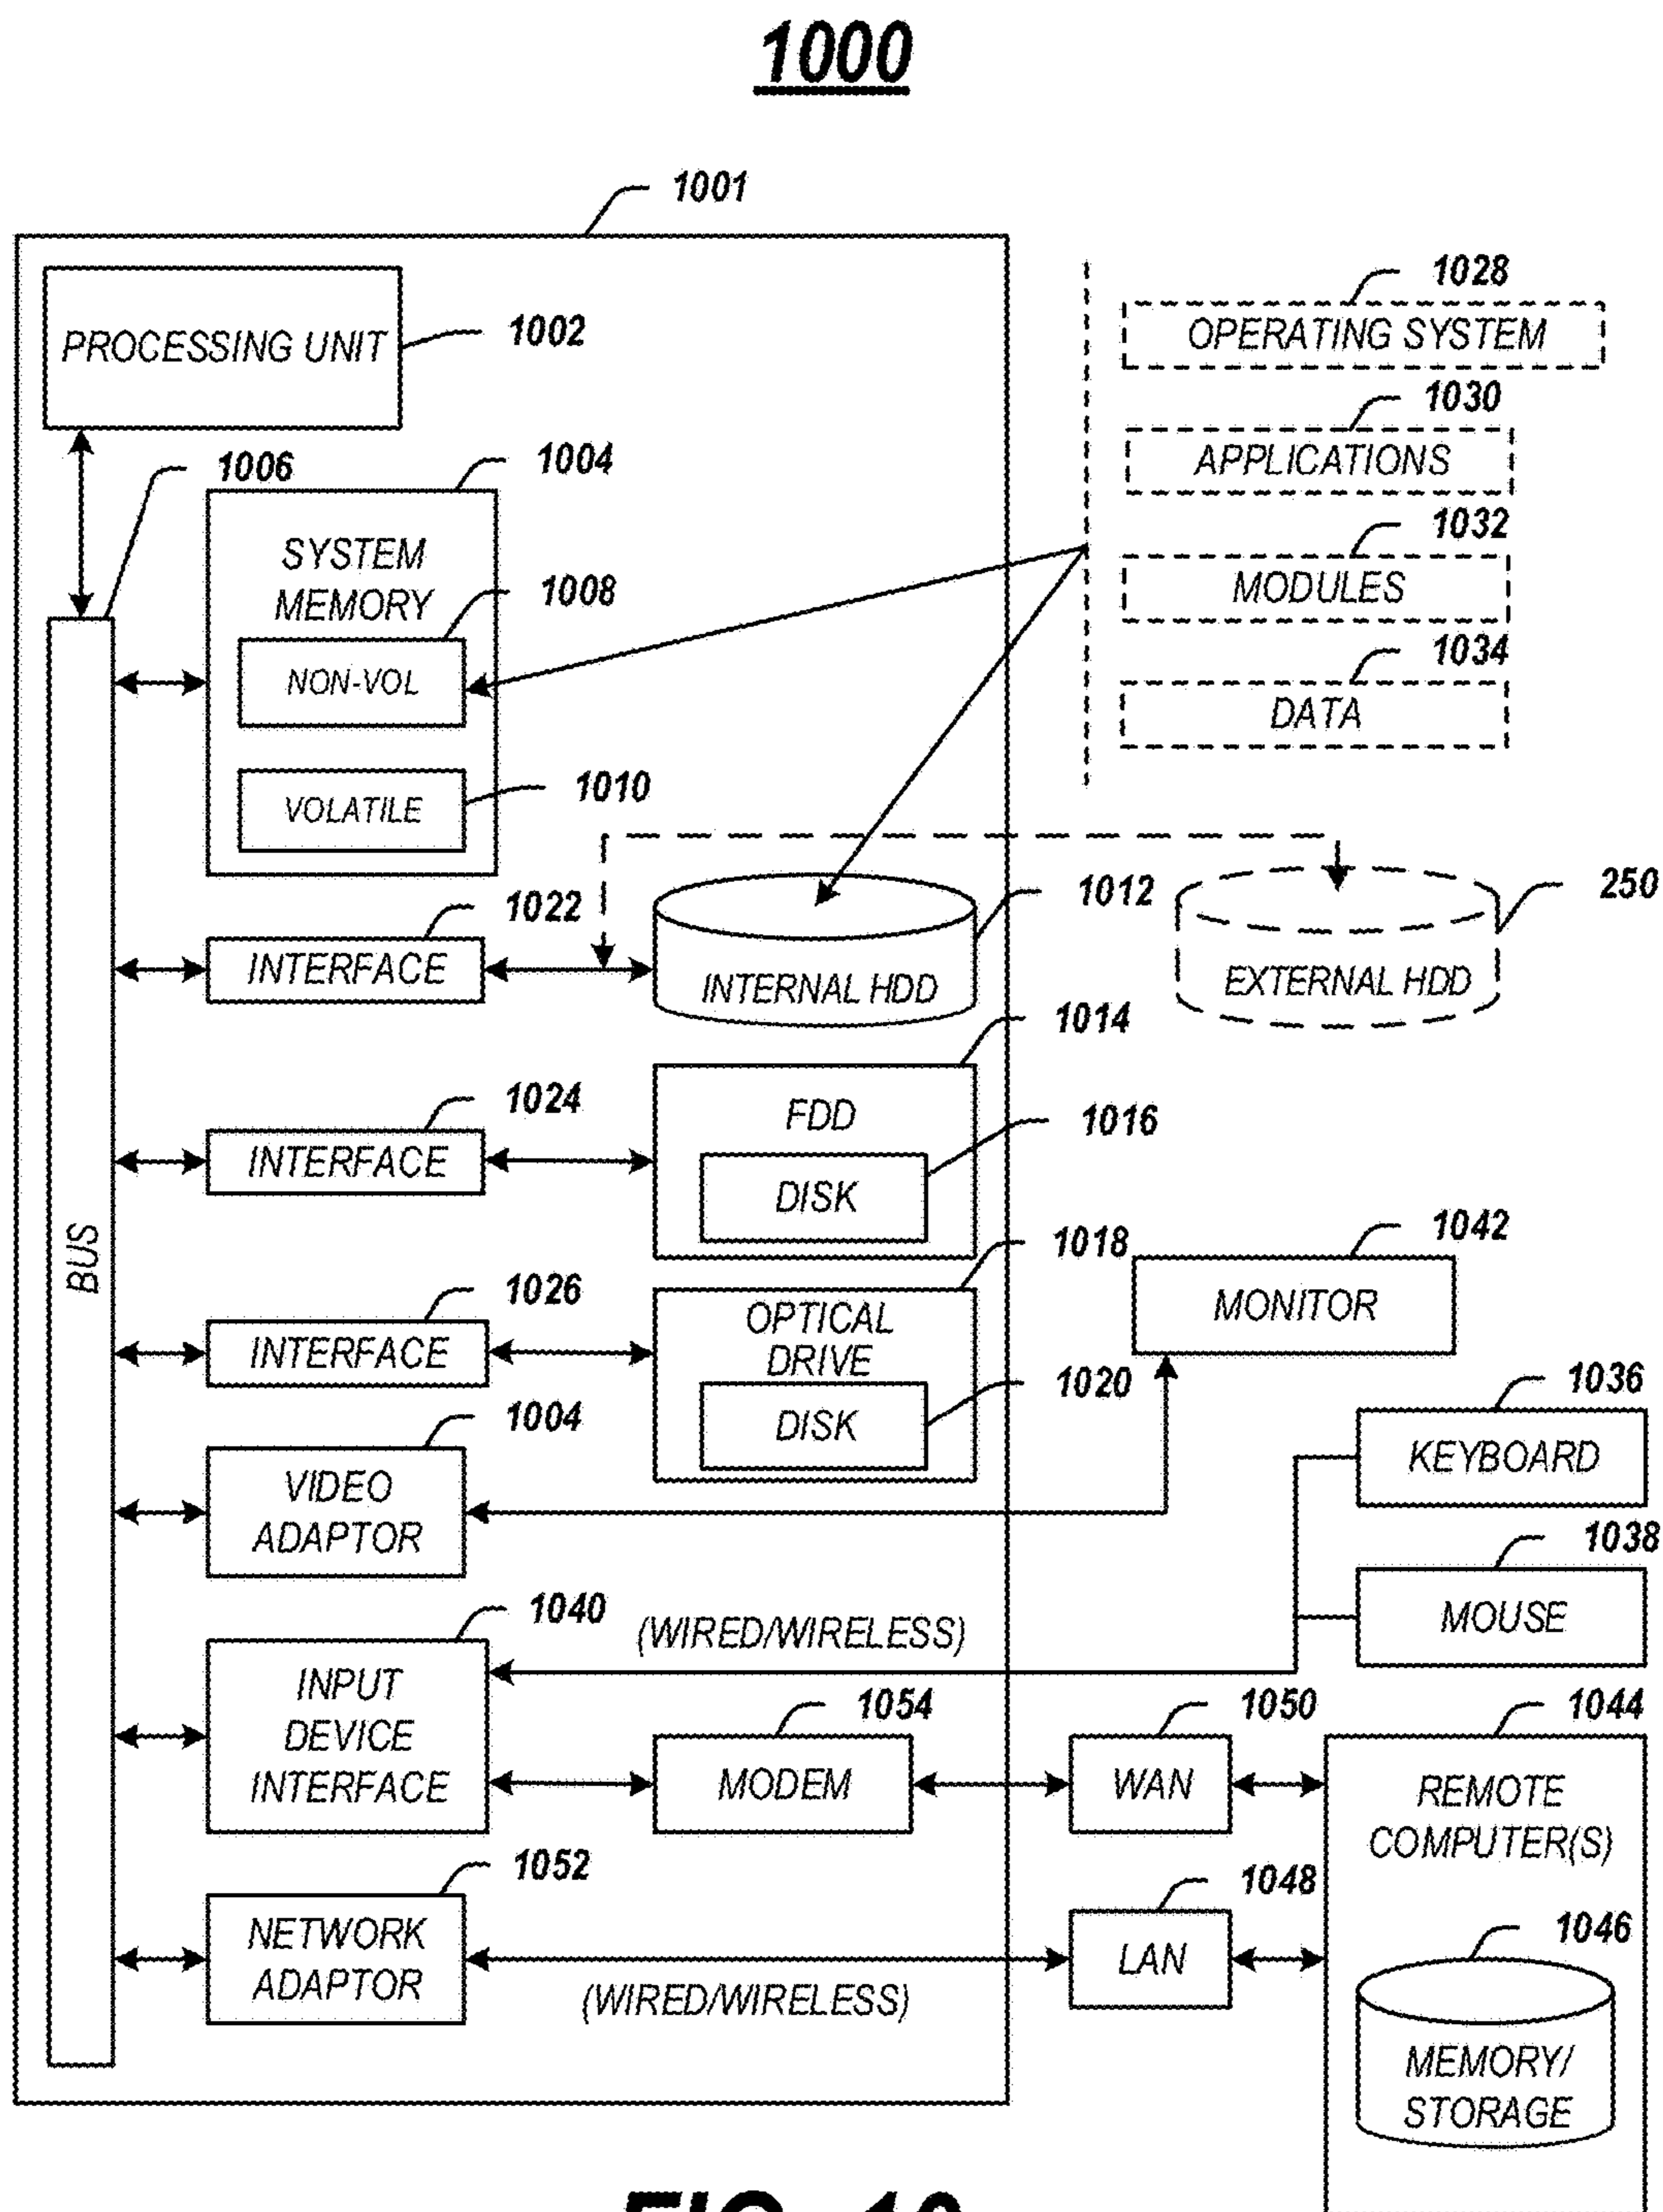 1000
1001
PROCESSING UNIT
1002
1028
OPERATING SYSTEM
1030
APPLICATIONS
1032
MODULES
1034
DATA
1006
1004
SYSTEM
MEMORY
1008
NON-VOL
1010
VOLATILE
BUS
1022
INTERFACE
1012
INTERNAL HDD
250
EXTERNAL HDD
1014
1024
INTERFACE
FDD
1016
DISK
1018
1026
INTERFACE
OPTICAL
DRIVE
1020
DISK
1042
MONITOR
1004
VIDEO
ADAPTOR
1036
KEYBOARD
1038
MOUSE
1040
INPUT
DEVICE
INTERFACE
(WIRED/WIRELESS)
1054
MODEM
1050
WAN
1044
REMOTE
COMPUTER(S)
1052
NETWORK
ADAPTOR
(WIRED/WIRELESS)
1048
LAN
1046
MEMORY/
STORAGE